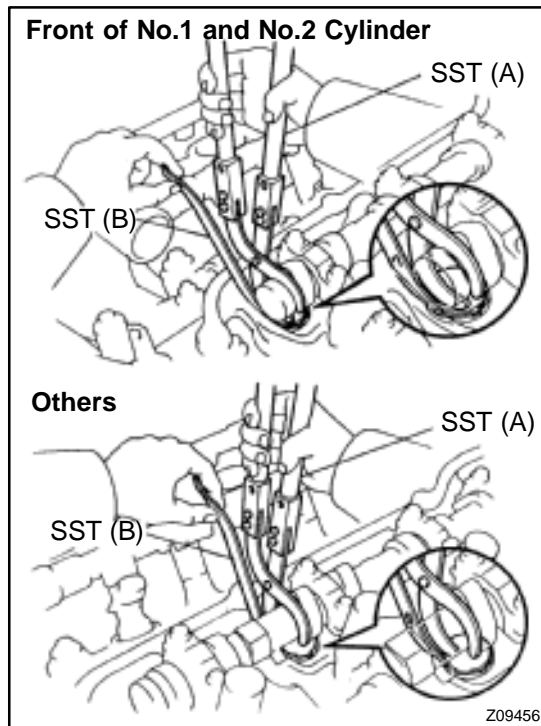 Front of No.1 and No.2 Cylinder
SST (A)
SST (B)
Others
SST (A)
SST (B)
Z09456